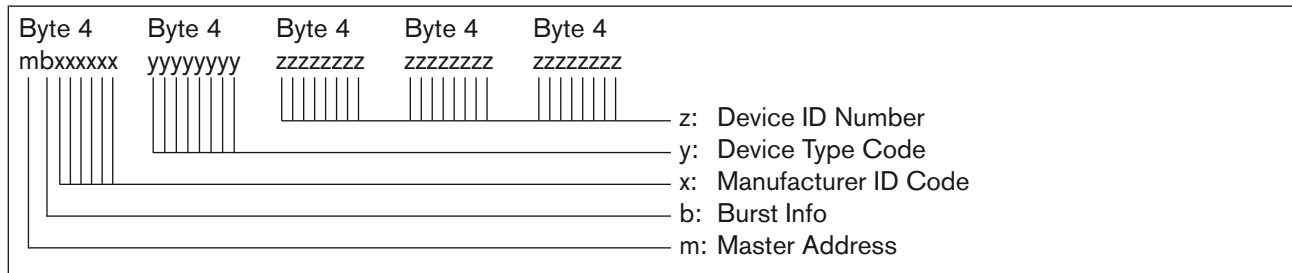 Byte 4 Byte 4 Byte 4 Byte 4 Byte 4
mbxxxxxx yyyyyyyy zzzzzzzz zzzzzzzz zzzzzzzz
z: Device ID Number
y: Device Type Code
x: Manufacturer ID Code
b: Burst Info
m: Master Address